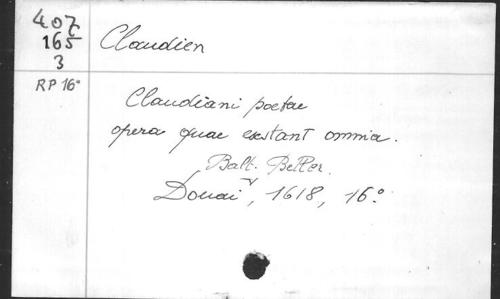 407
165
3
RP 16°
Claudien
Claudiani poetae
opera quae exstant omnia.
Balt. Beller.
Douai, 1618, 16°